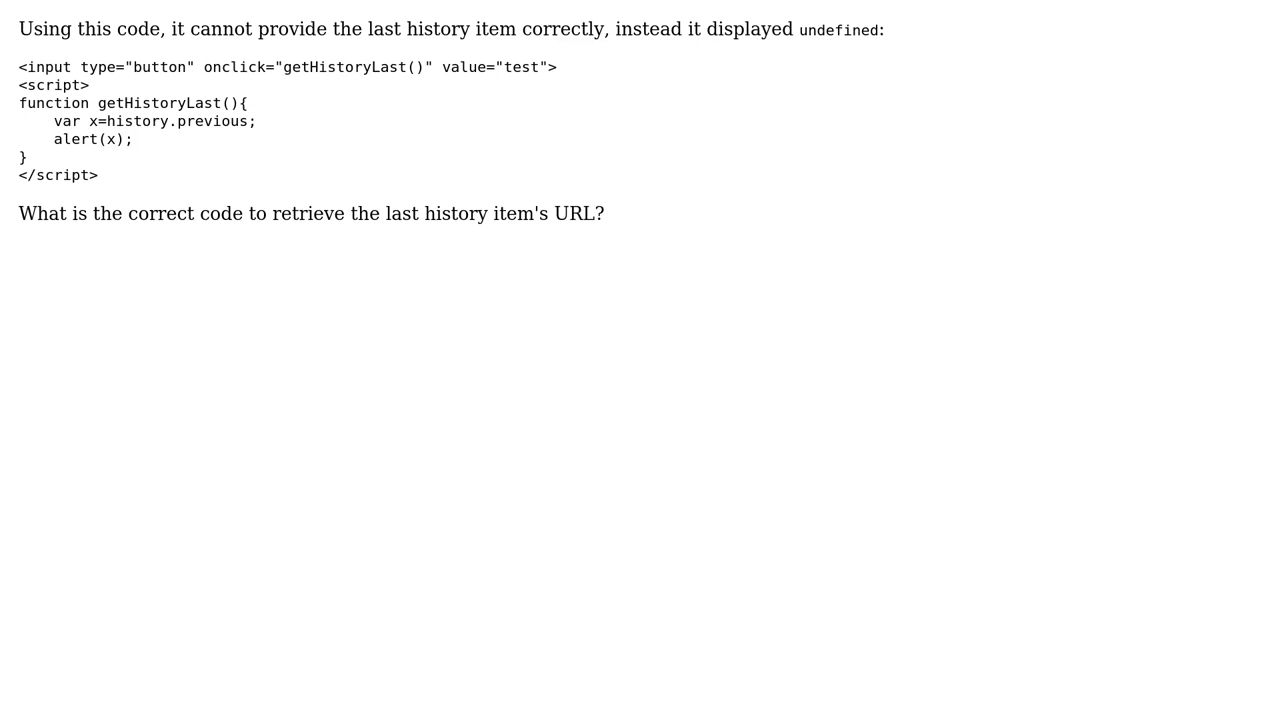 Using this code, it cannot provide the last history item correctly, instead it displayed undefined:
<input type="button" onclick="getHistoryLast()" value="test">
<script>
function getHistoryLast(){
    var x=history.previous;
    alert(x);
}
</script>
What is the correct code to retrieve the last history item's URL?